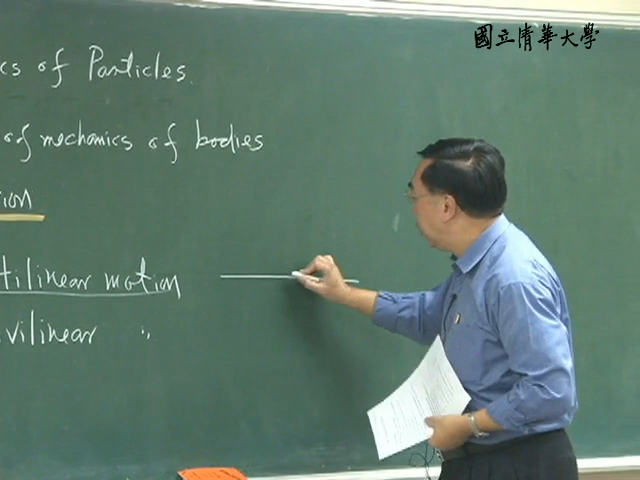 國立清華大學
cs of Particles.
of mechanics of bodies
ion
tilinear motion
vilinear "